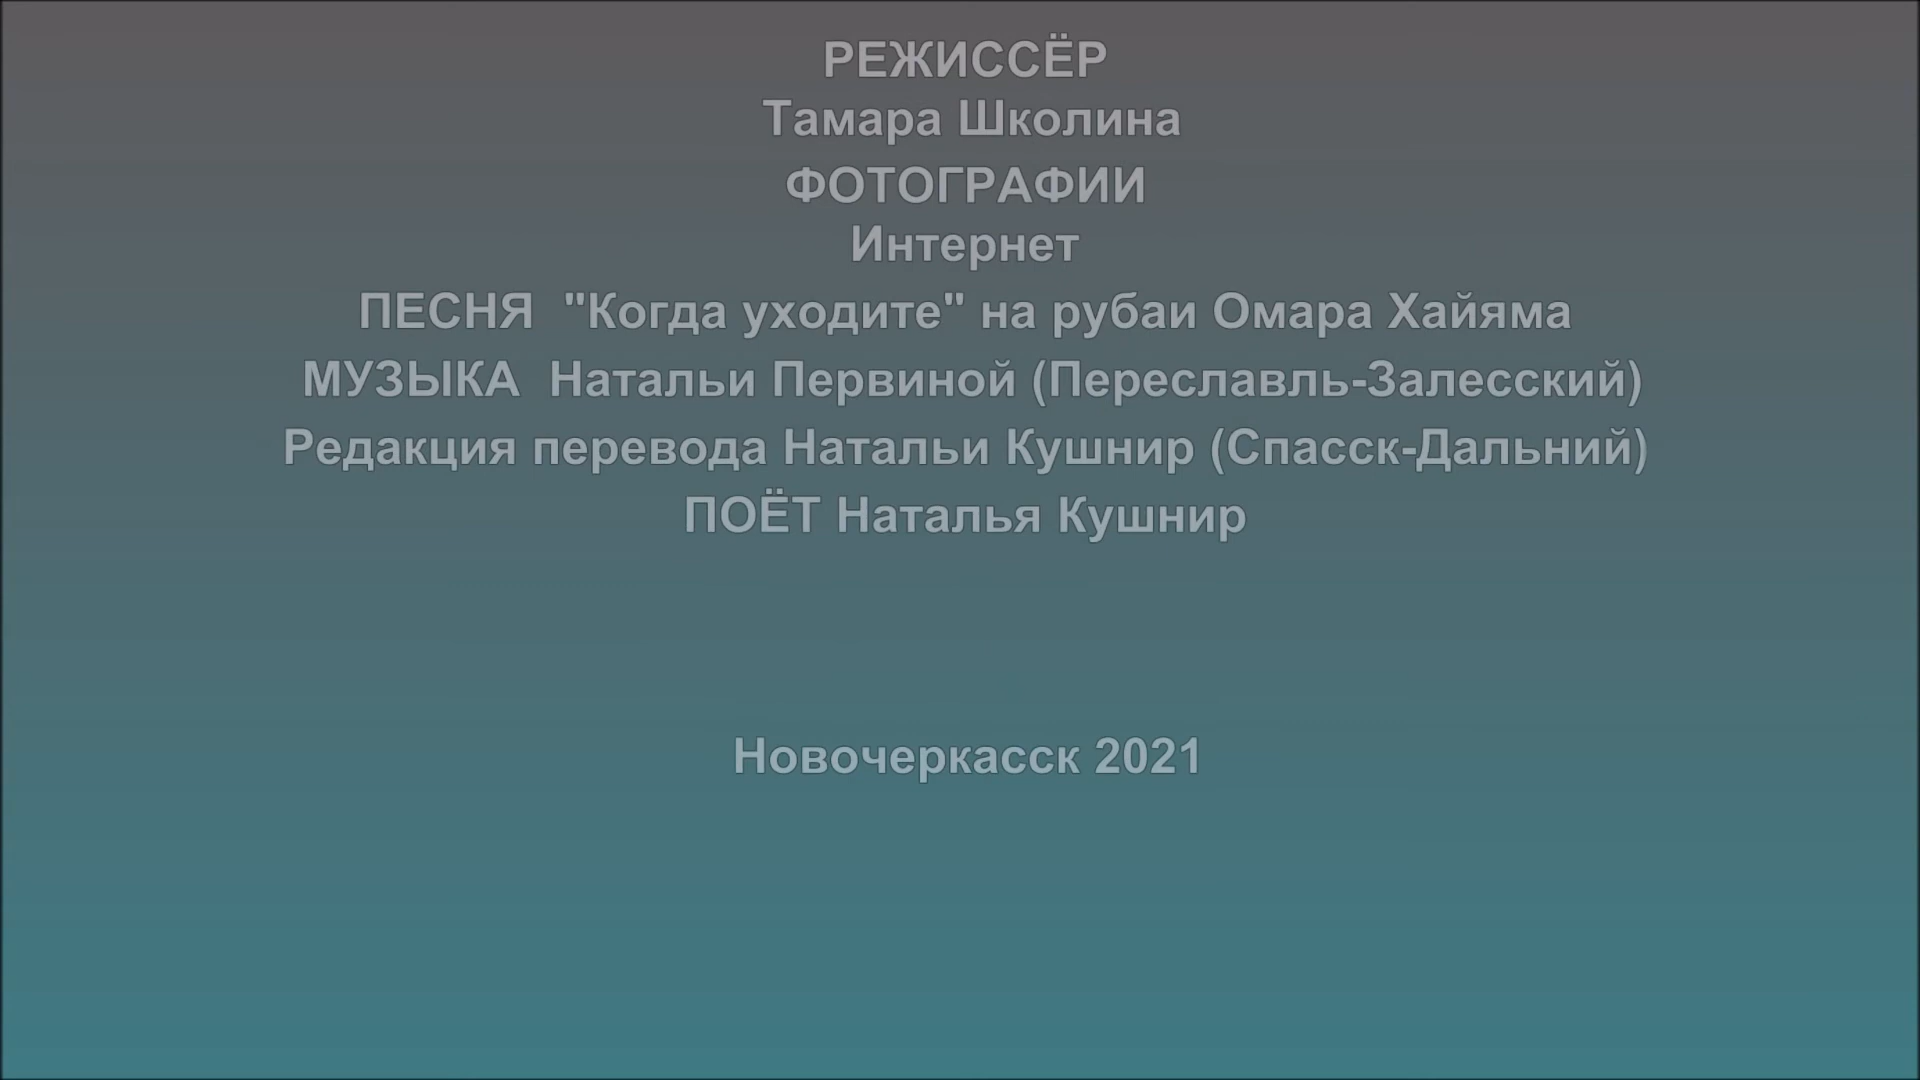 РЕЖИССЁР
Тамара Школина
ФОТОГРАФИИ
Интернет
ПЕСНЯ  "Когда уходите" на рубаи Омара Хайяма
МУЗЫКА  Натальи Первиной (Переславль-Залесский)
Редакция перевода Натальи Кушнир (Спасск-Дальний)
ПОЁТ Наталья Кушнир
Новочеркасск 2021